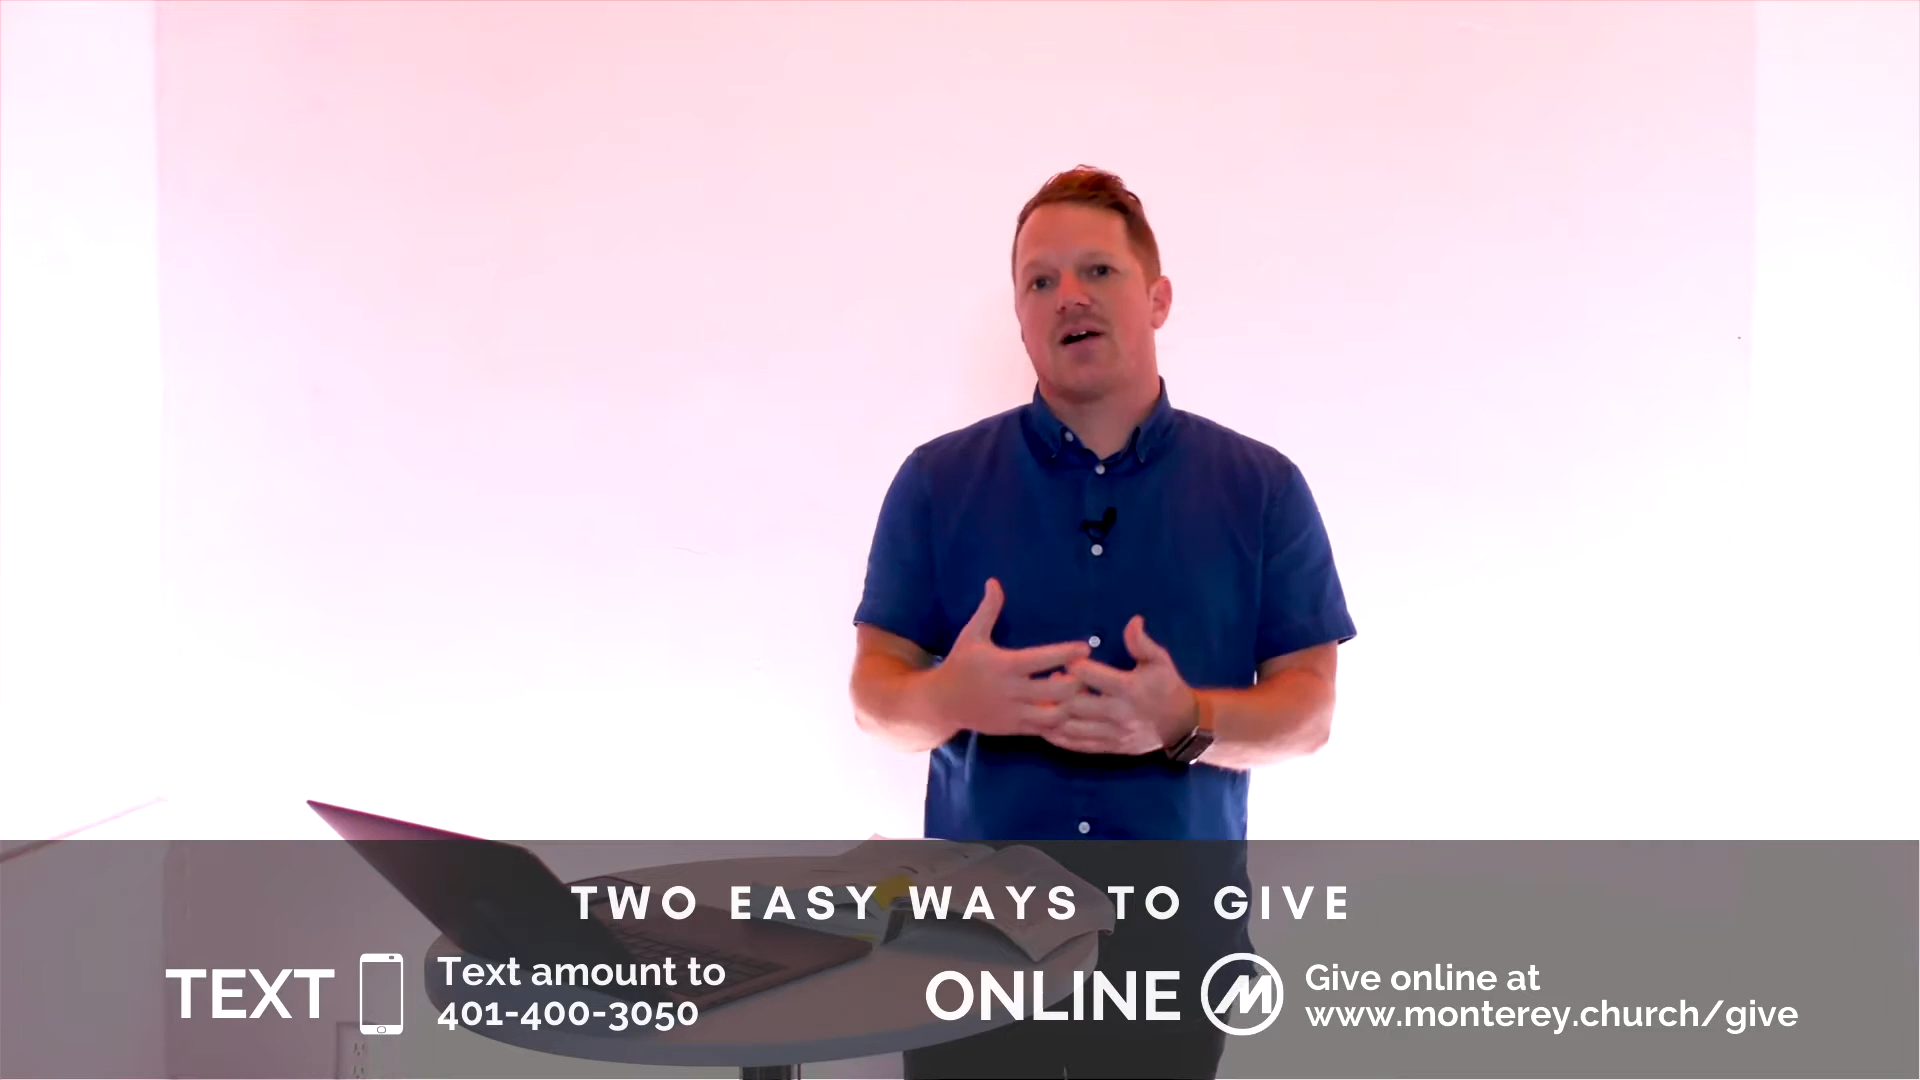 TWO EASY WAYS TO GIVE
TEXT
Text amount to
401-400-3050
ONLINE
Give online at
www.monterey.church/give